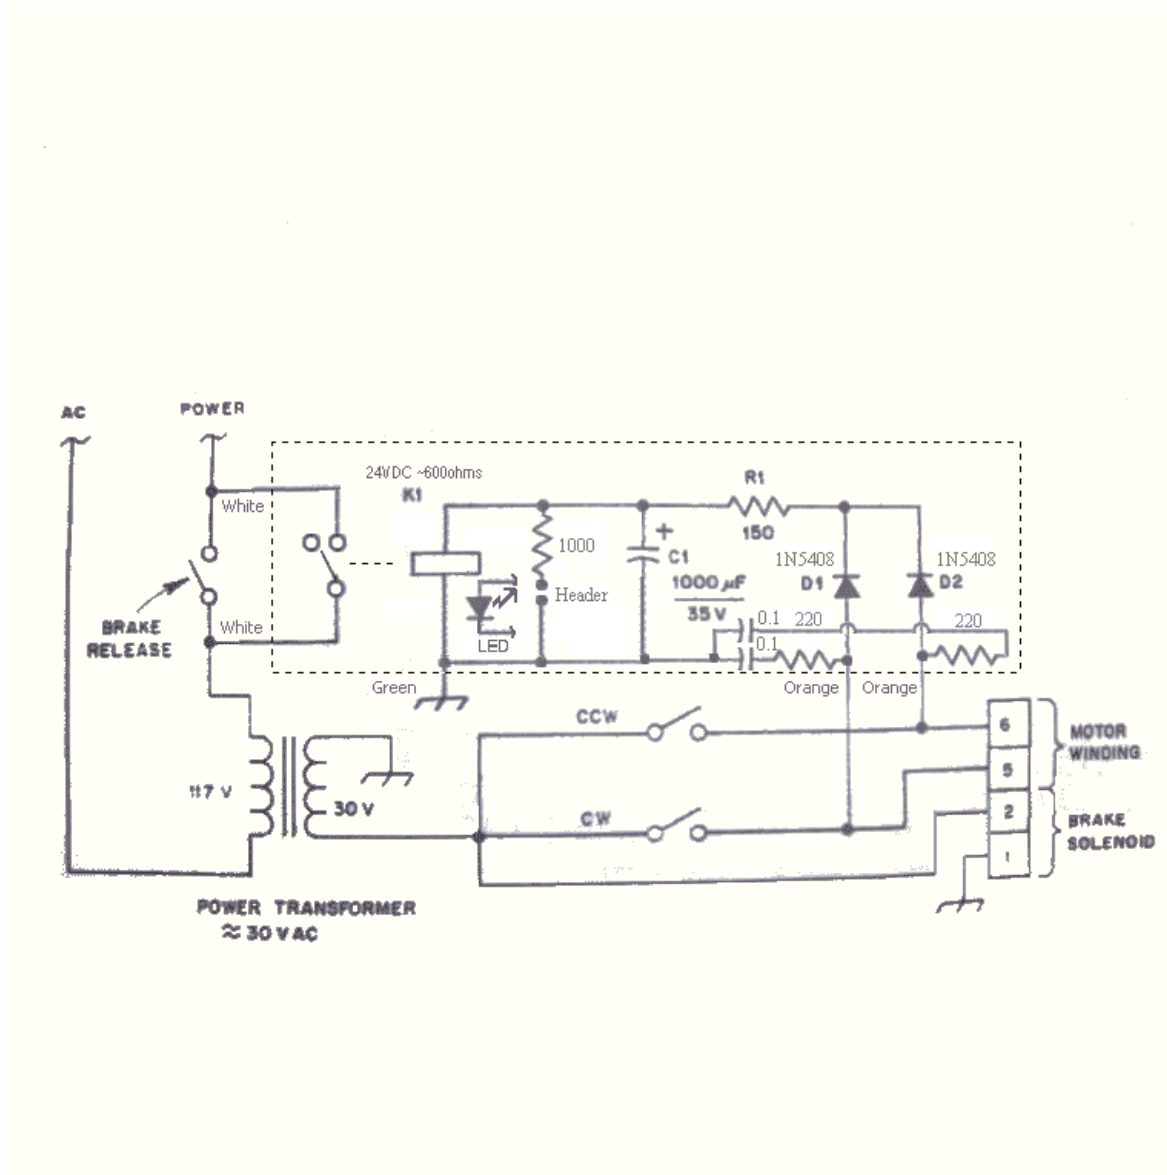 AC
POWER
24VDC ~600ohms
K1
R1
150
White
1000
+
C1
1000 µF
35 V
Header
LED
1N5408
D1
1N5408
D2
0.1
220
220
0.1
BRAKE
RELEASE
White
Green
Orange
Orange
CCW
6
MOTOR
WINDING
5
117 V
30 V
CW
2
BRAKE
SOLENOID
1
POWER TRANSFORMER
≈ 30 VAC